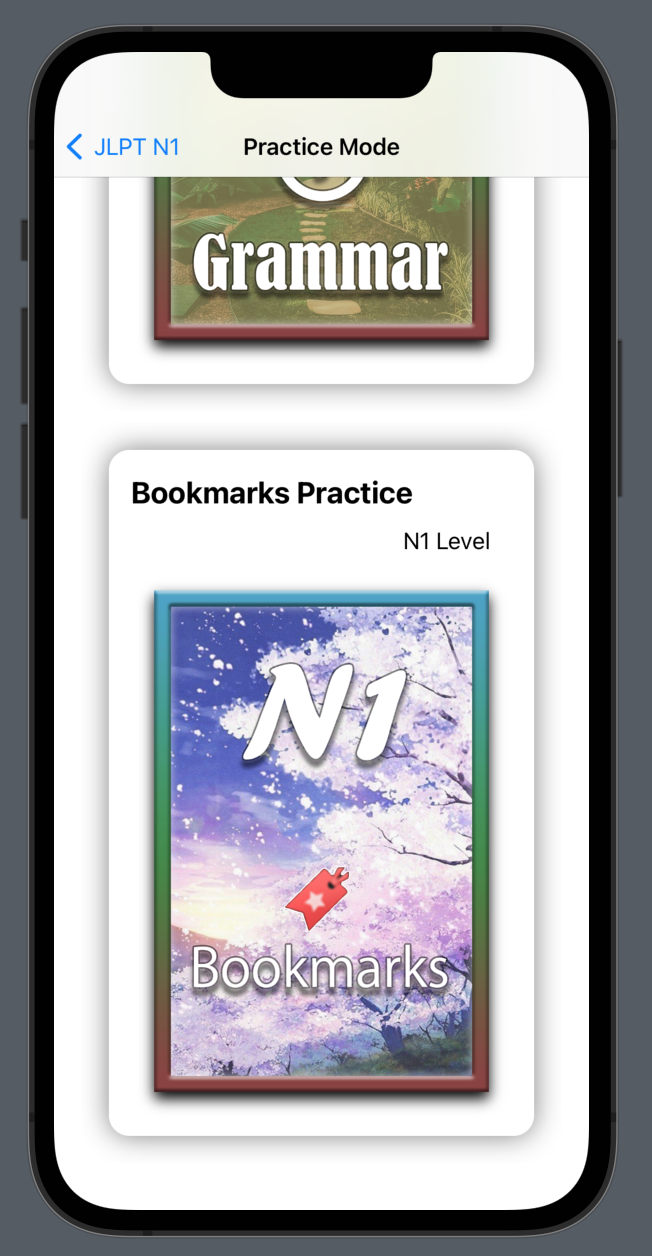 JLPT N1
Practice Mode
Grammar
Bookmarks Practice
N1 Level
N1
Bookmarks